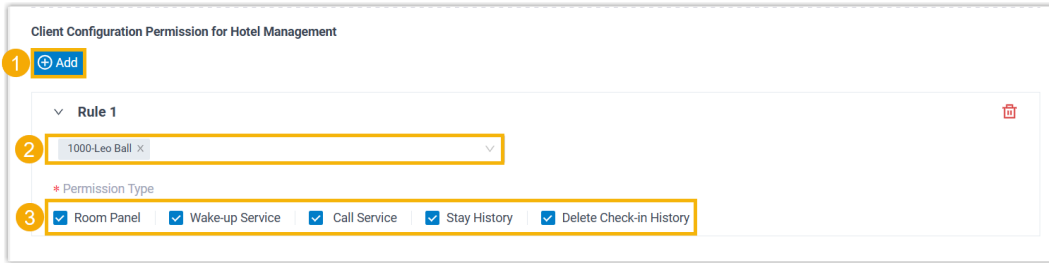 Client Configuration Permission for Hotel Management
1
Add
Rule 1
2
1000-Leo Ball X
* Permission Type
3
Room Panel Wake-up Service Call Service Stay History Delete Check-in History